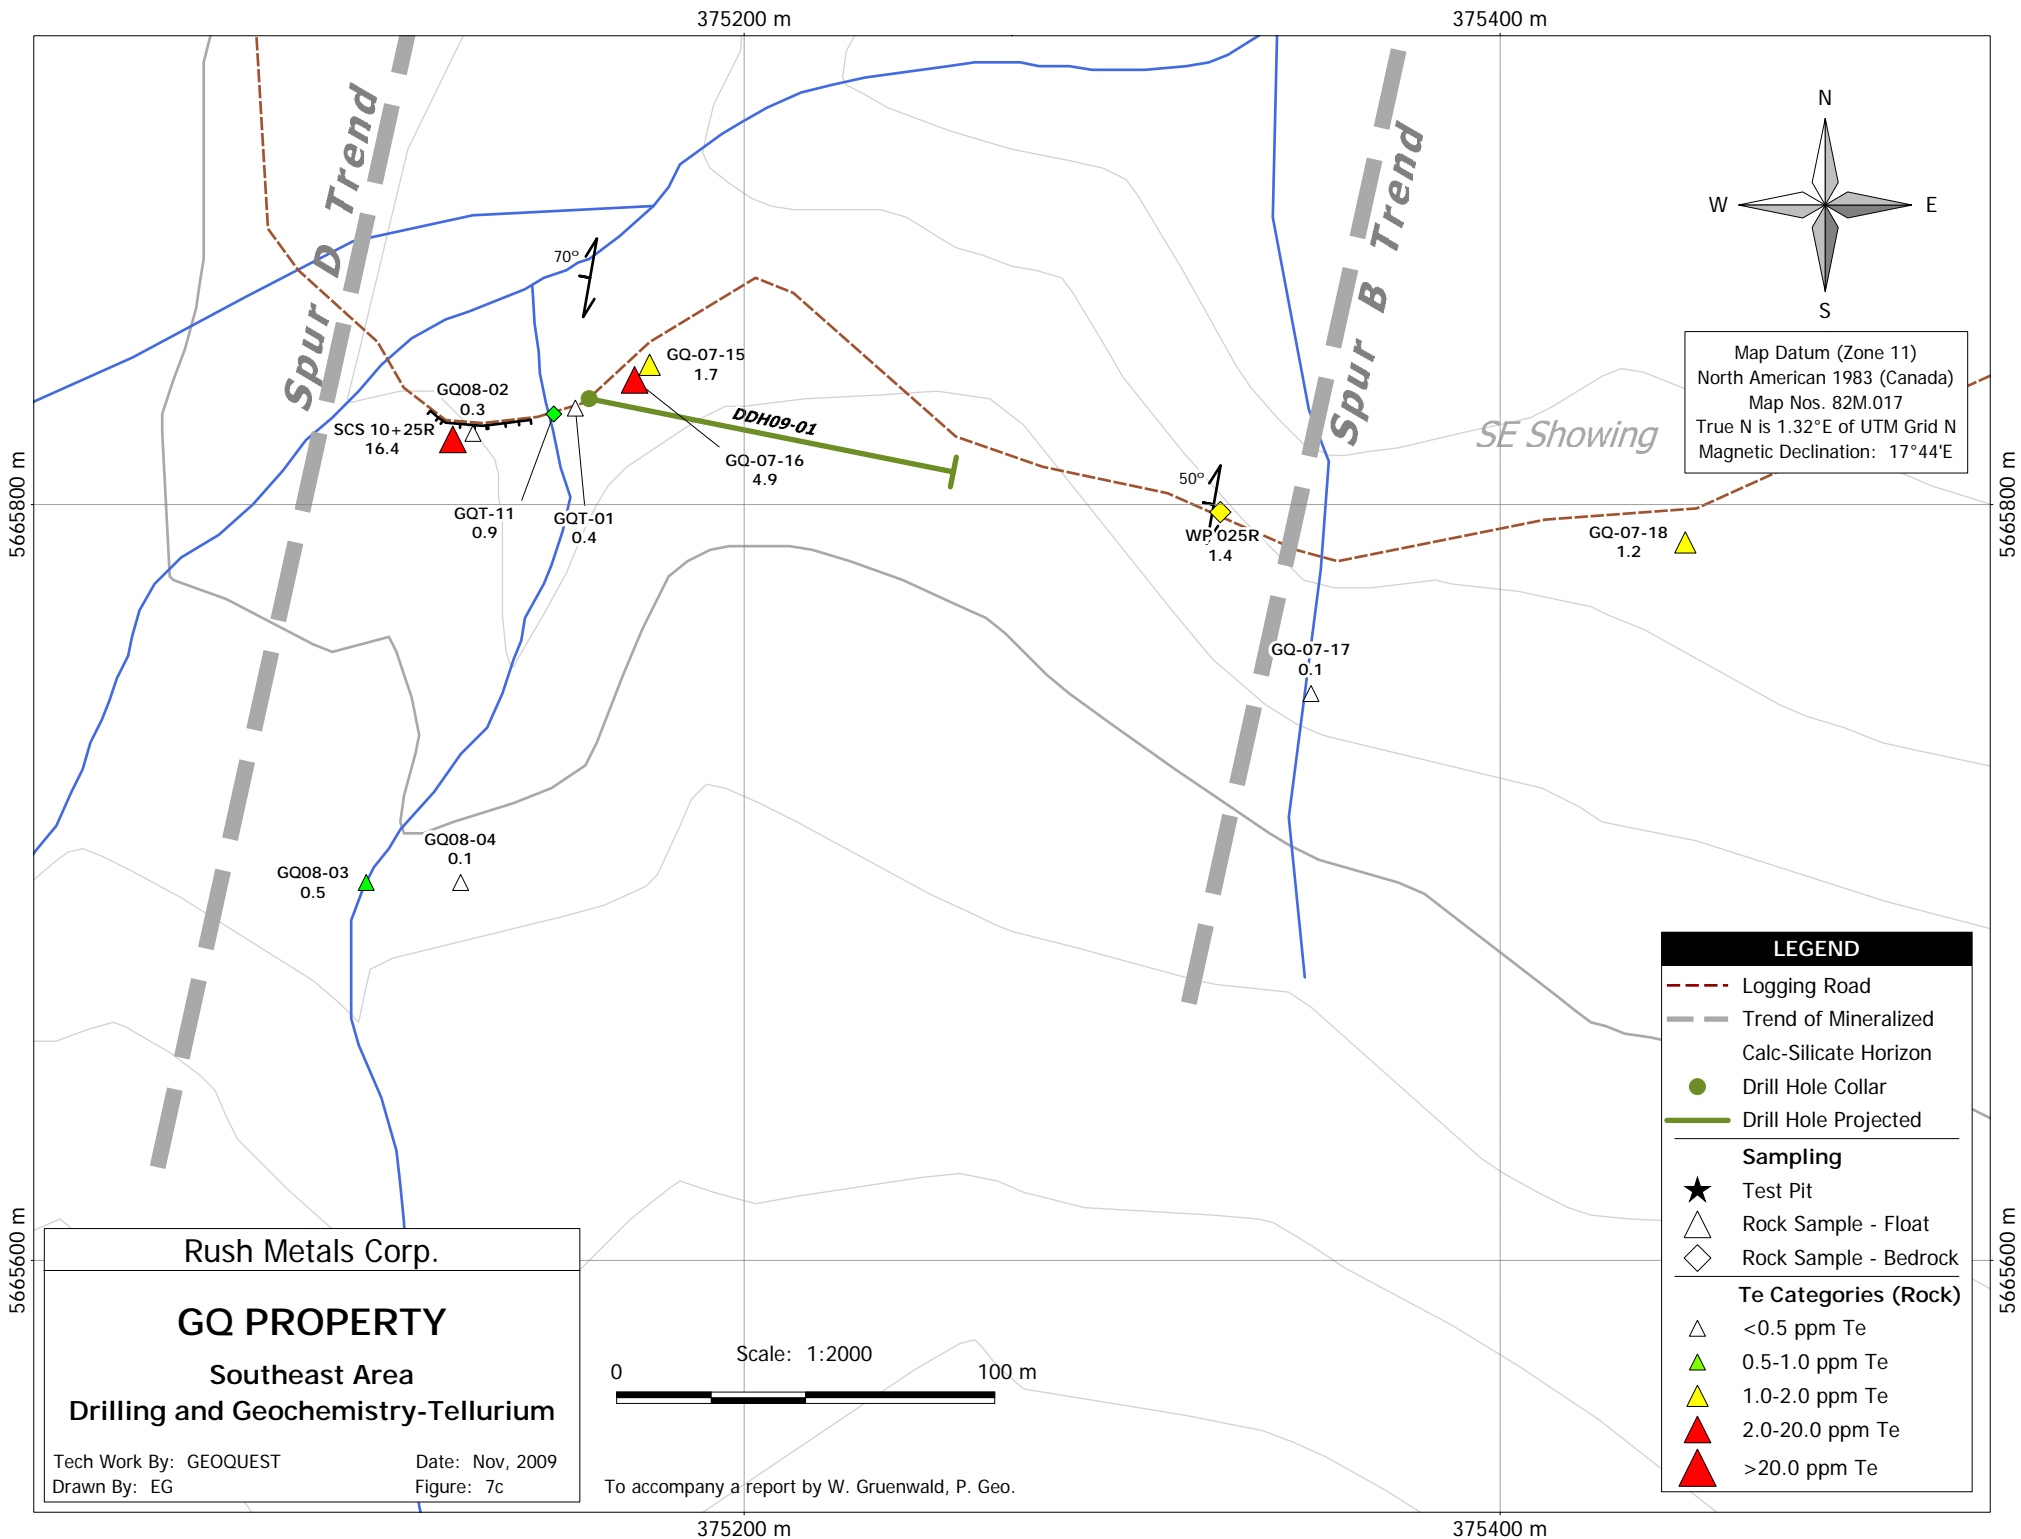 375200 m
375400 m
Spur D Trend
Spur B Trend
N
W
E
S
Map Datum (Zone 11)
North American 1983 (Canada)
Map Nos. 82M.017
True N is 1.32°E of UTM Grid N
Magnetic Declination: 17°44'E
70°
GQ-07-15
1.7
GQ08-02
0.3
SCS 10+25R
16.4
DDH09-01
GQ-07-16
4.9
SE Showing
50°
GQT-11
0.9
GQT-01
0.4
WP 025R
1.4
GQ-07-18
1.2
5665800 m
5665800 m
GQ-07-17
0.1
GQ08-04
0.1
GQ08-03
0.5
LEGEND
Logging Road
Trend of Mineralized
Calc-Silicate Horizon
Drill Hole Collar
Drill Hole Projected
Sampling
Test Pit
Rock Sample - Float
Rock Sample - Bedrock
Te Categories (Rock)
<0.5 ppm Te
0.5-1.0 ppm Te
1.0-2.0 ppm Te
2.0-20.0 ppm Te
>20.0 ppm Te
5665600 m
5665600 m
Rush Metals Corp.
GQ PROPERTY
Southeast Area
Drilling and Geochemistry-Tellurium
Tech Work By: GEOQUEST
Date: Nov, 2009
Drawn By: EG
Figure: 7c
Scale: 1:2000
0
100 m
To accompany a report by W. Gruenwald, P. Geo.
375200 m
375400 m